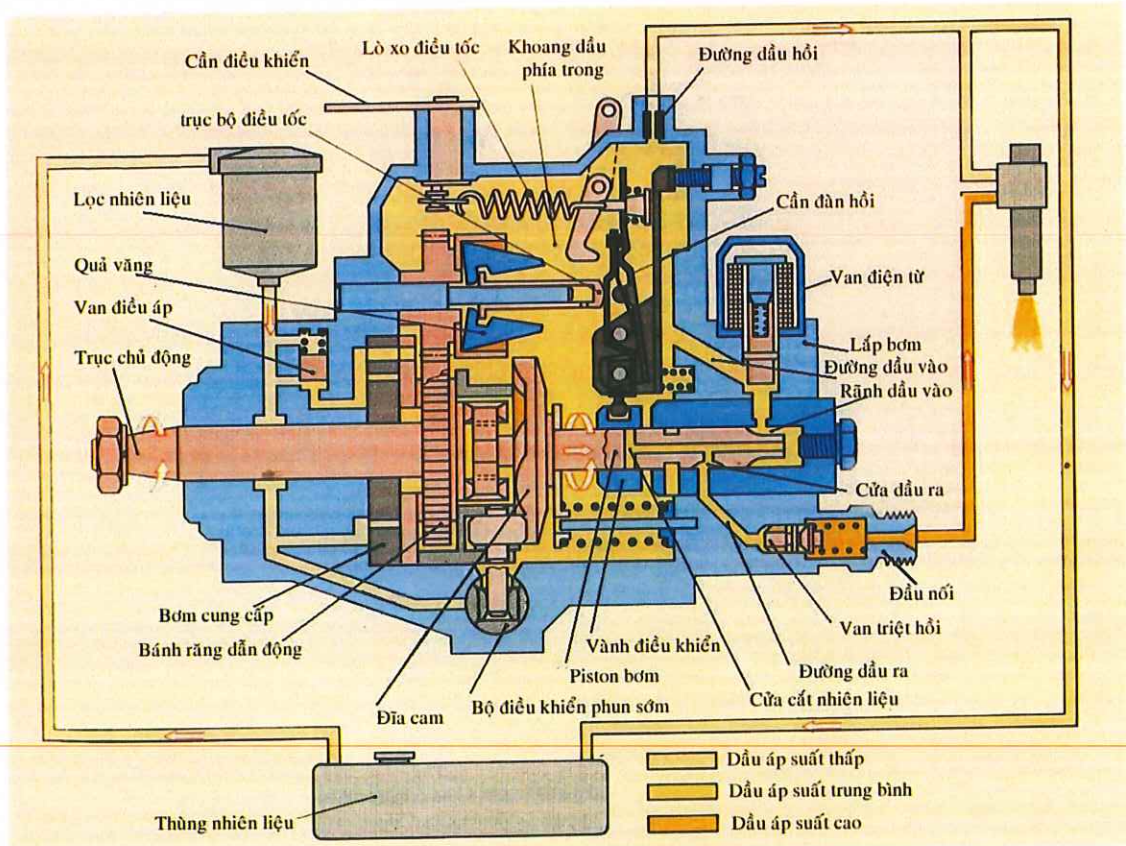 Cần điều khiển
Lò xo điều tốc
Khoang dầu
phía trong
Đường dầu hồi
trục bộ điều tốc
Lọc nhiên liệu
Cần đàn hồi
Quả văng
Van điện từ
Van điều áp
Trục chủ động
Lắp bơm
Đường dầu vào
Rãnh dầu vào
Cửa dầu ra
Đầu nối
Bơm cung cấp
Vành điều khiển
Van triệt hồi
Bánh răng dẫn động
Piston bơm
Đường dầu ra
Đĩa cam
Bộ điều khiển phun sớm
Cửa cắt nhiên liệu
Dầu áp suất thấp
Dầu áp suất trung bình
Thùng nhiên liệu
Dầu áp suất cao